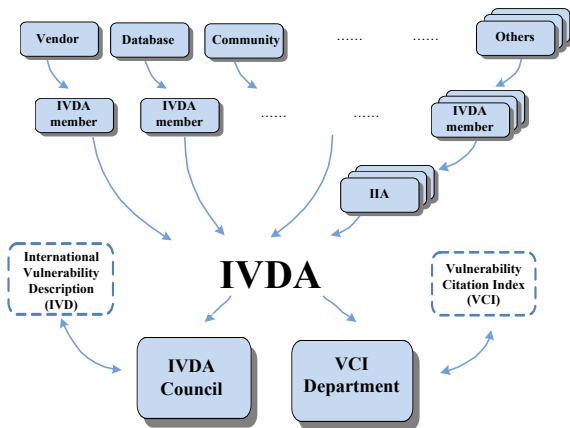 Vendor
Database
Community
......
......
Others
IVDA
member
IVDA
member
......
......
IVDA
member
IIA
IVDA
International
Vulnerability
Description
(IVD)
Vulnerability
Citation Index
(VCI)
IVDA
Council
VCI
Department